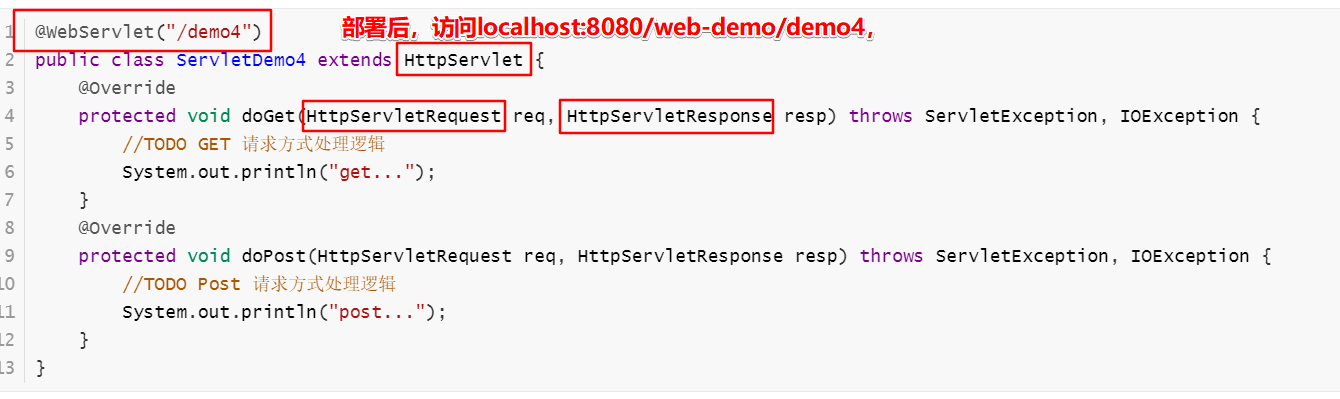 1 @WebServlet("/demo4") 部署后，访问localhost:8080/web-demo/demo4，
2 public class ServletDemo4 extends HttpServlet {
3 @Override
4 protected void doGet(HttpServletRequest req, HttpServletResponse resp) throws ServletException, IOException {
5 //TODO GET 请求方式处理逻辑
6 System.out.println("get...");
7 }
8 @Override
9 protected void doPost(HttpServletRequest req, HttpServletResponse resp) throws ServletException, IOException {
10 //TODO Post 请求方式处理逻辑
11 System.out.println("post...");
12 }
13 }